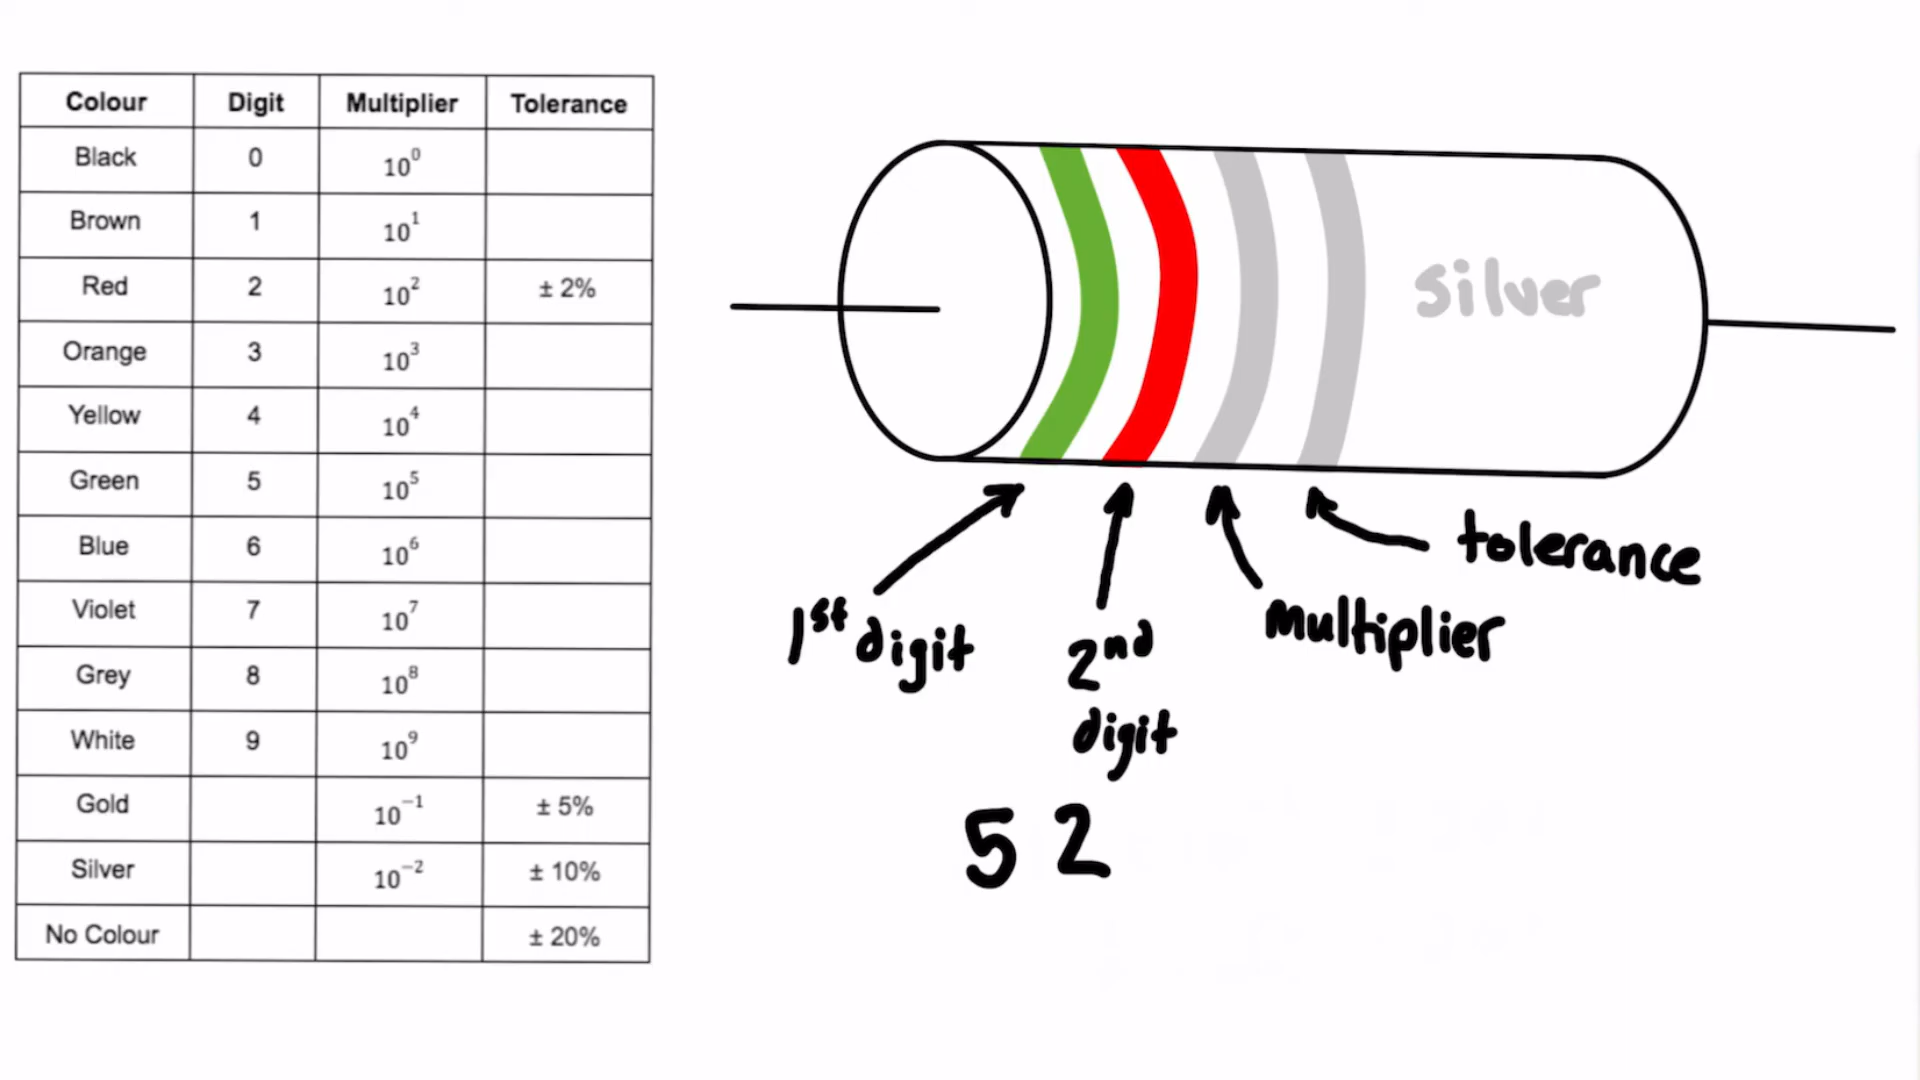 Colour Digit Multiplier Tolerance
Black 0 10⁰
Brown 1 10¹
Red 2 10² ± 2%
Orange 3 10³
Yellow 4 10⁴
Green 5 10⁵
Blue 6 10⁶
Violet 7 10⁷
Grey 8 10⁸
White 9 10⁹
Gold 10⁻¹ ± 5%
Silver 10⁻² ± 10%
No Colour ± 20%
silver
tolerance
multiplier
1st digit
2nd
digit
5 2